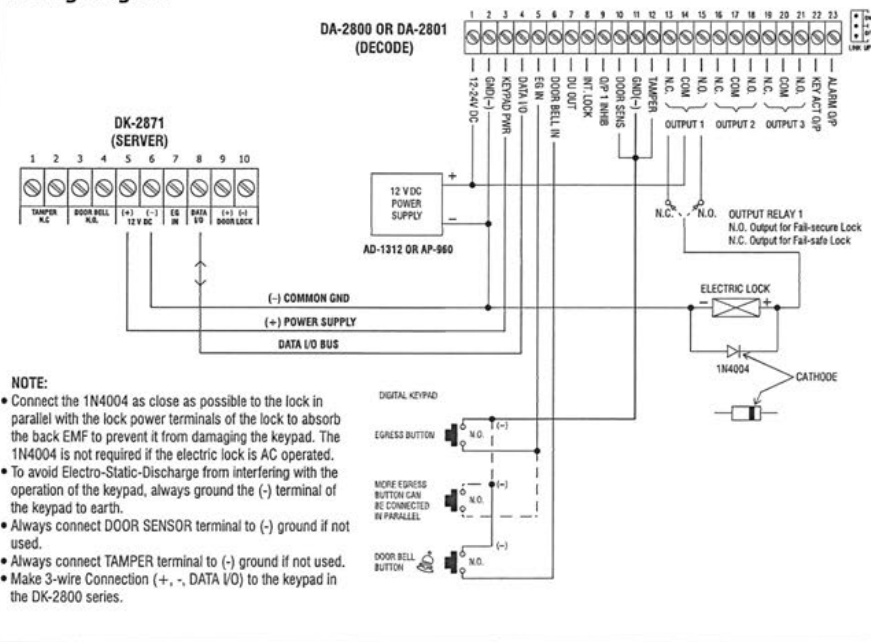 DA-2800 OR DA-2801
(DECODE)
1 2 3 4 5 6 7 8 9 10 11 12 13 14 15 16 17 18 19 20 21 22 23
LINK
12-24V DC
GND(-)
KEYPAD PWR
DATA I/O
EG IN
DOOR BELL IN
DU OUT
INT. LOCK
O/P 1 INHIB
DOOR SENS
GND(-)
TAMPER
N.C.
COM
N.O.
N.C.
COM
N.O.
N.C.
COM
N.O.
KEY ACT O/P
ALARM O/P
OUTPUT 1 OUTPUT 2 OUTPUT 3
DK-2871
(SERVER)
1 2 3 4 5 6 7 8 9 10
TAMPER
N.C
DOOR BELL
N.O.
(+) (-)
12 V DC
EG
IN
DATA
I/O
(+) (-)
DOOR LOCK
+
12 V DC
POWER
SUPPLY
−
AD-1312 OR AP-960
N.C. N.O.
OUTPUT RELAY 1
N.O. Output for Fail-secure Lock
N.C. Output for Fail-safe Lock
ELECTRIC LOCK
− +
1N4004
CATHODE
(-) COMMON GND
(+) POWER SUPPLY
DATA I/O BUS
NOTE:
• Connect the 1N4004 as close as possible to the lock in
parallel with the lock power terminals of the lock to absorb
the back EMF to prevent it from damaging the keypad. The
1N4004 is not required if the electric lock is AC operated.
• To avoid Electro-Static-Discharge from interfering with the
operation of the keypad, always ground the (-) terminal of
the keypad to earth.
• Always connect DOOR SENSOR terminal to (-) ground if not
used.
• Always connect TAMPER terminal to (-) ground if not used.
• Make 3-wire Connection (+, -, DATA I/O) to the keypad in
the DK-2800 series.
DIGITAL KEYPAD
EGRESS BUTTON
N.O.
(-)
MORE EGRESS
BUTTON CAN
BE CONNECTED
IN PARALLEL
N.O.
(-)
DOOR BELL
BUTTON
N.O.
(-)